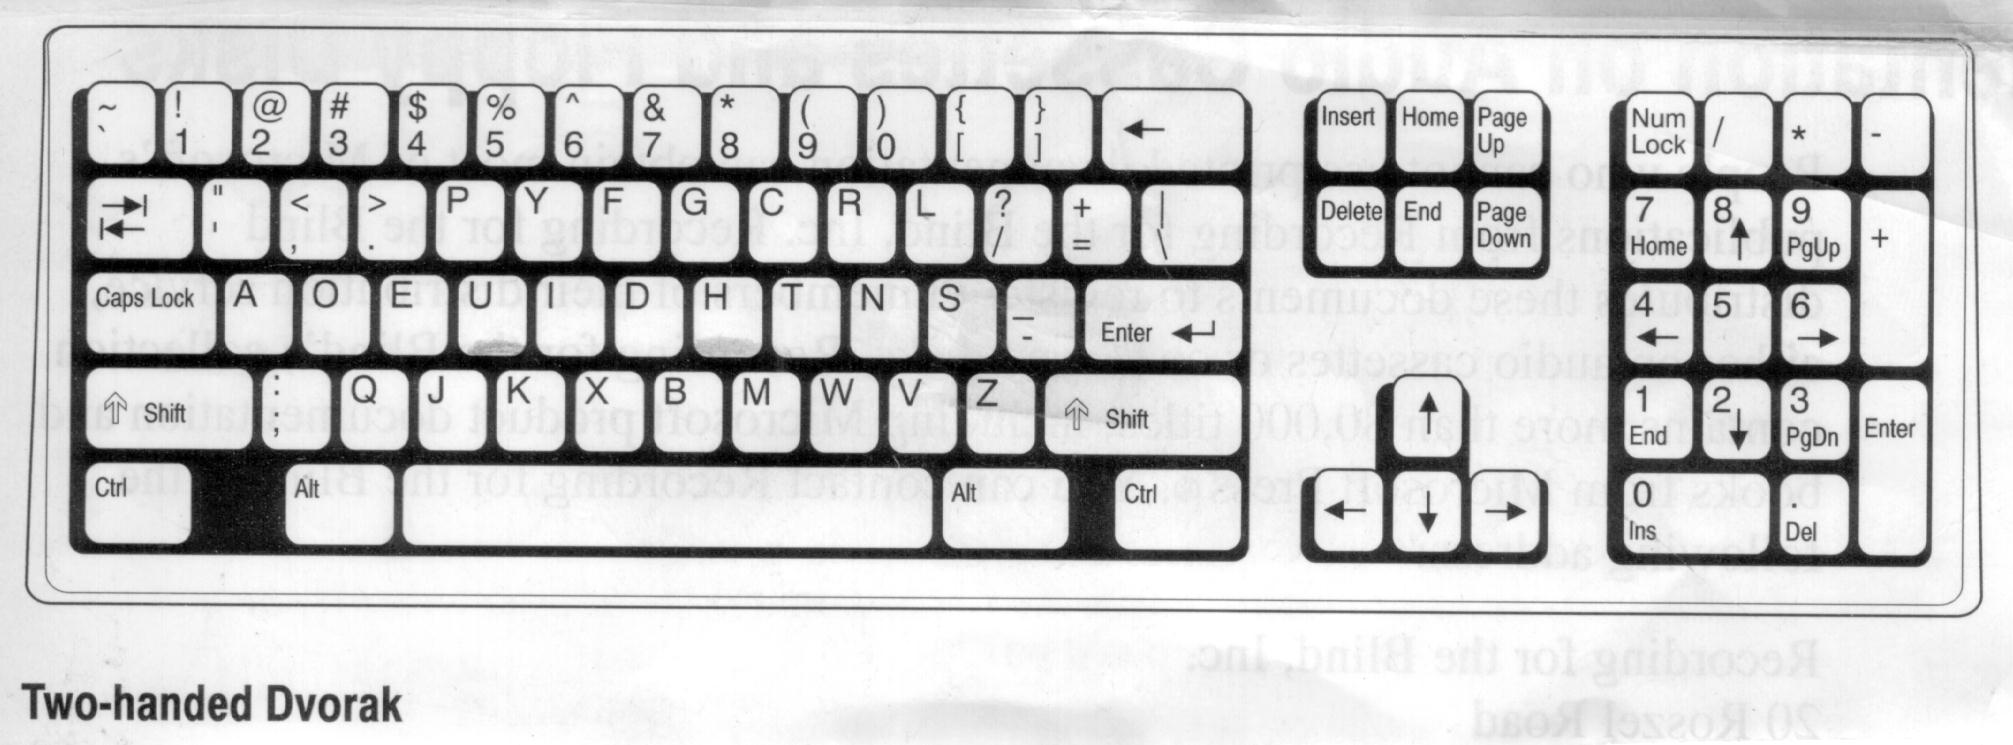 ~ ! @ # $ % ^ & * ( ) { }
` 1 2 3 4 5 6 7 8 9 0 [ ] ←
" < > P Y F G C R L ? + |
' , . / = \
Caps Lock A O E U I D H T N S _ - Enter
Shift : ; Q J K X B M W V Z Shift
Ctrl Alt Alt Ctrl
Insert Home Page Up
Delete End Page Down
↑
← ↓ →
Num Lock / * -
7 Home 8 ↑ 9 PgUp +
4 ← 5 6 →
1 End 2 ↓ 3 PgDn Enter
0 Ins . Del
Two-handed Dvorak
Recording for the Blind, Inc.
20 Roszel Road